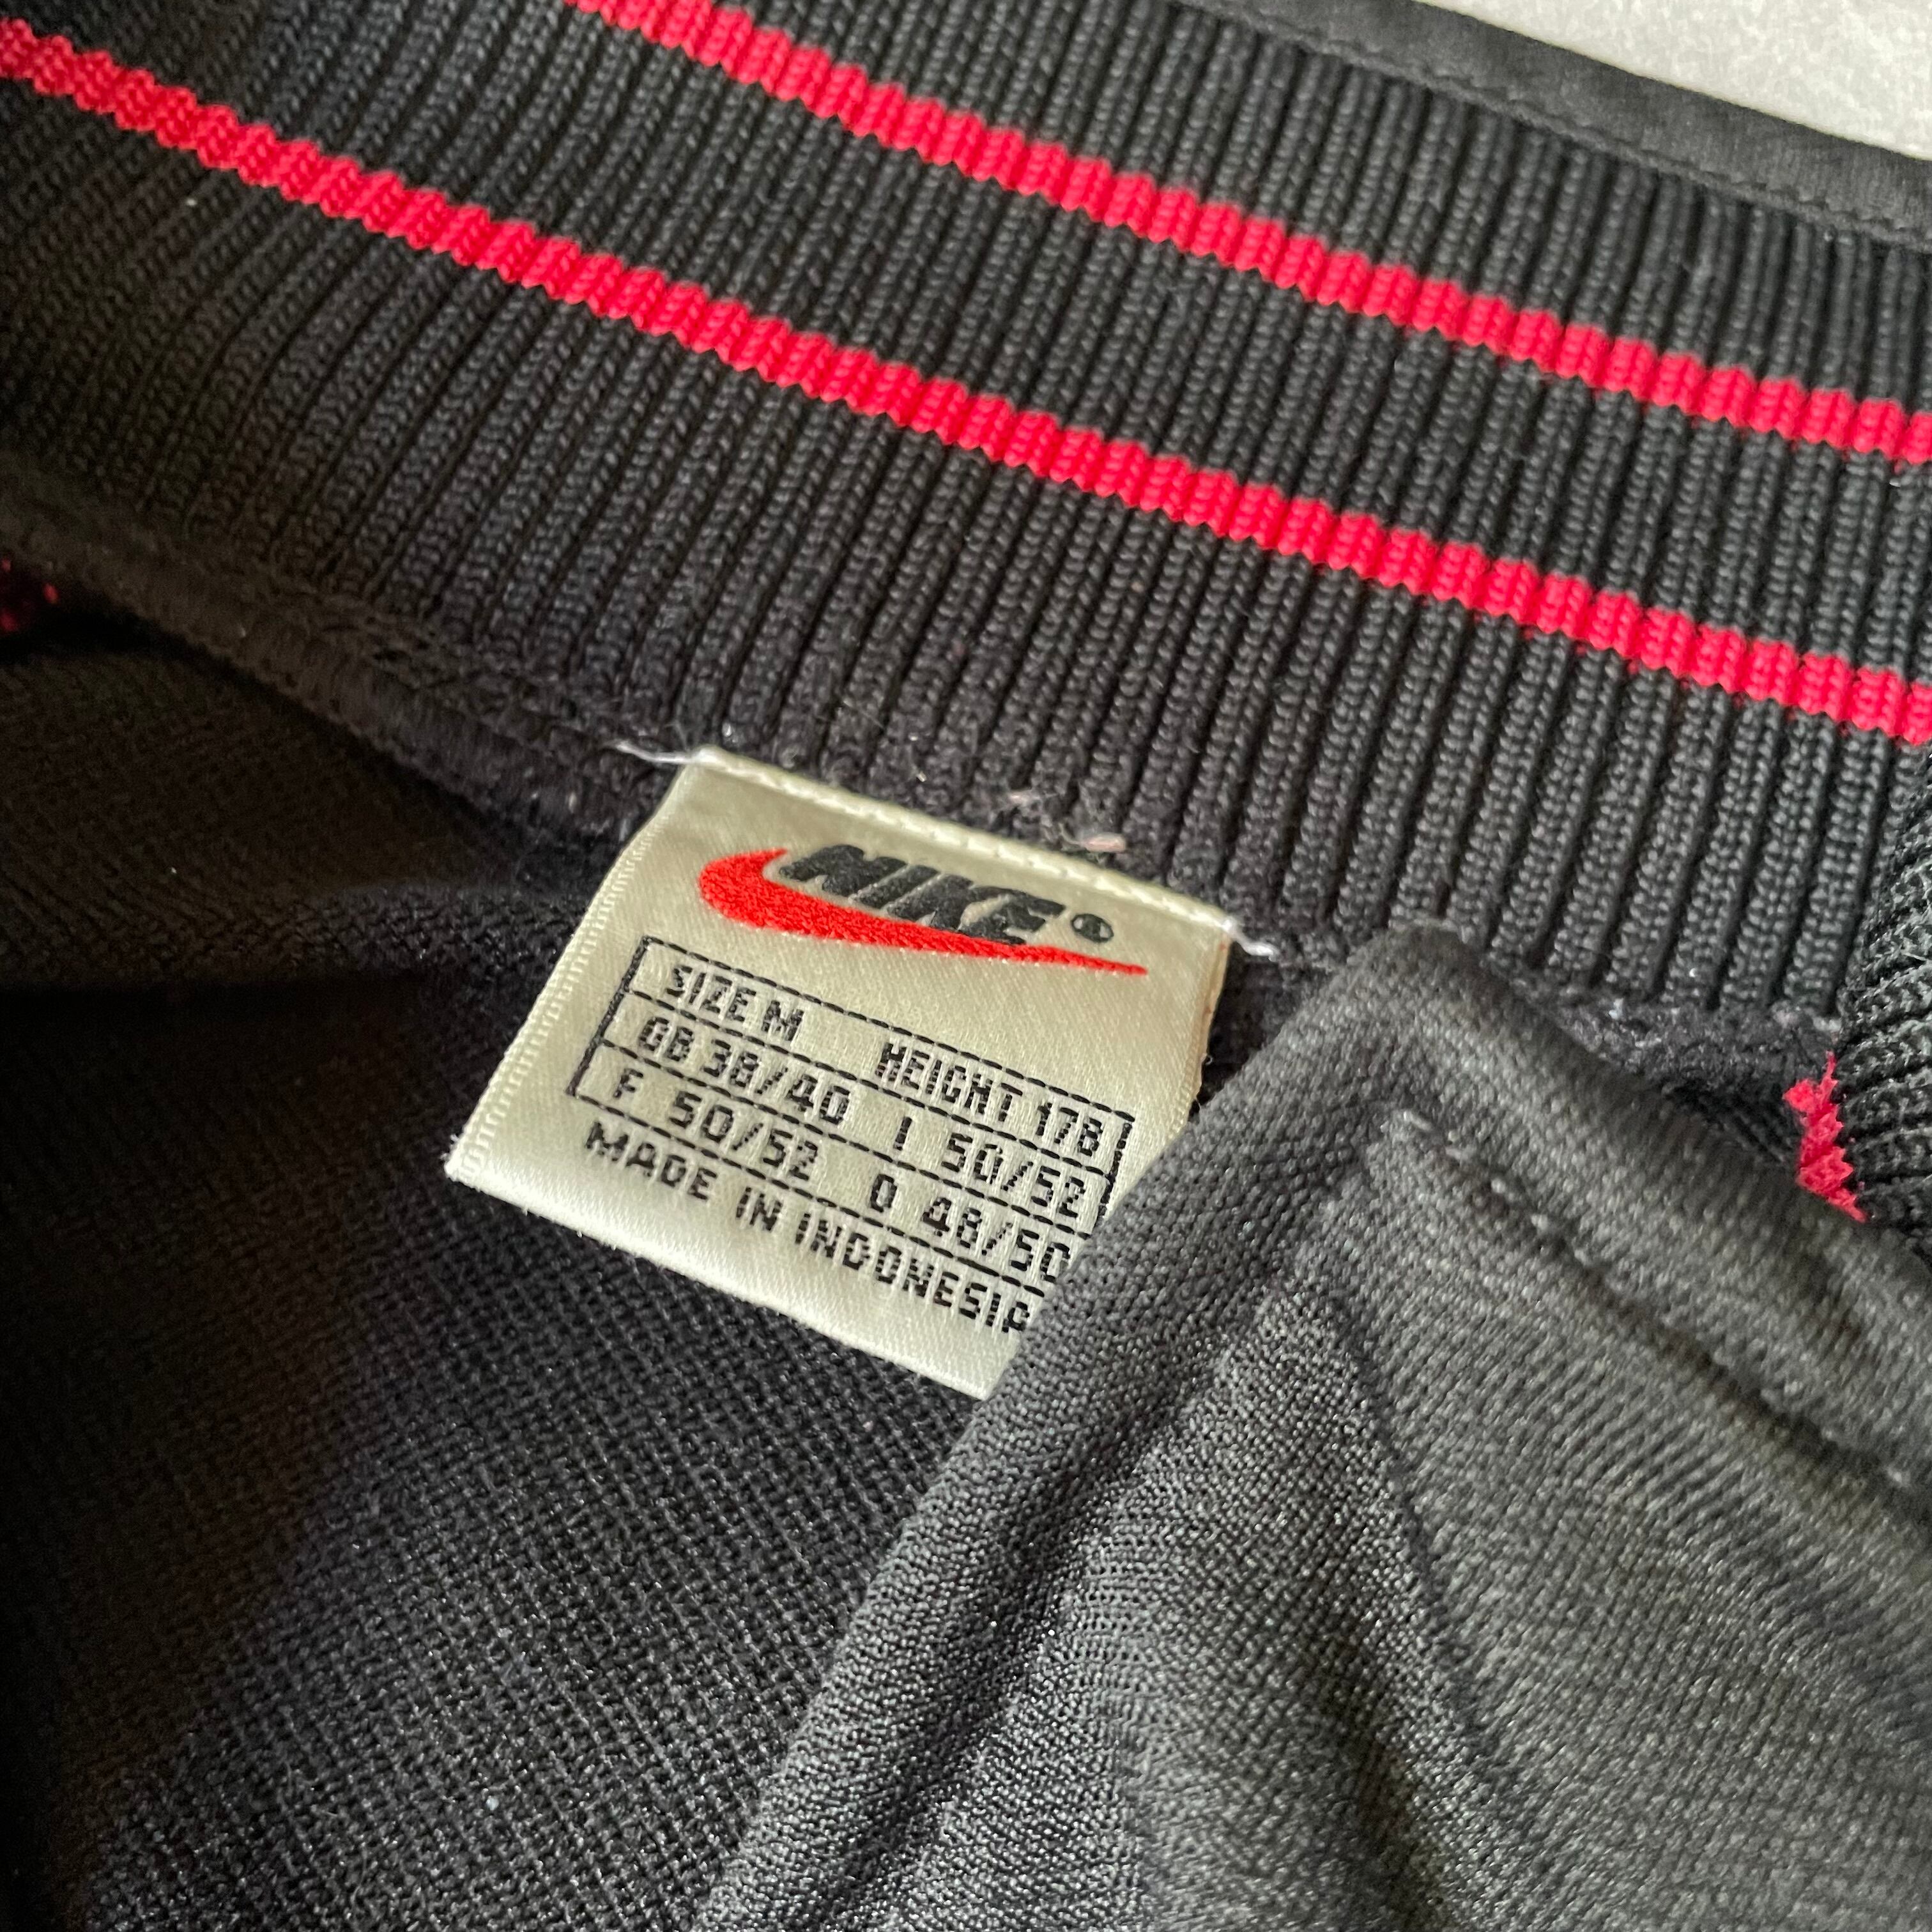 NIKE®
SIZE M HEIGHT 178
GB 38/40 I 50/52
F 50/52 D 48/50
MADE IN INDONESIA